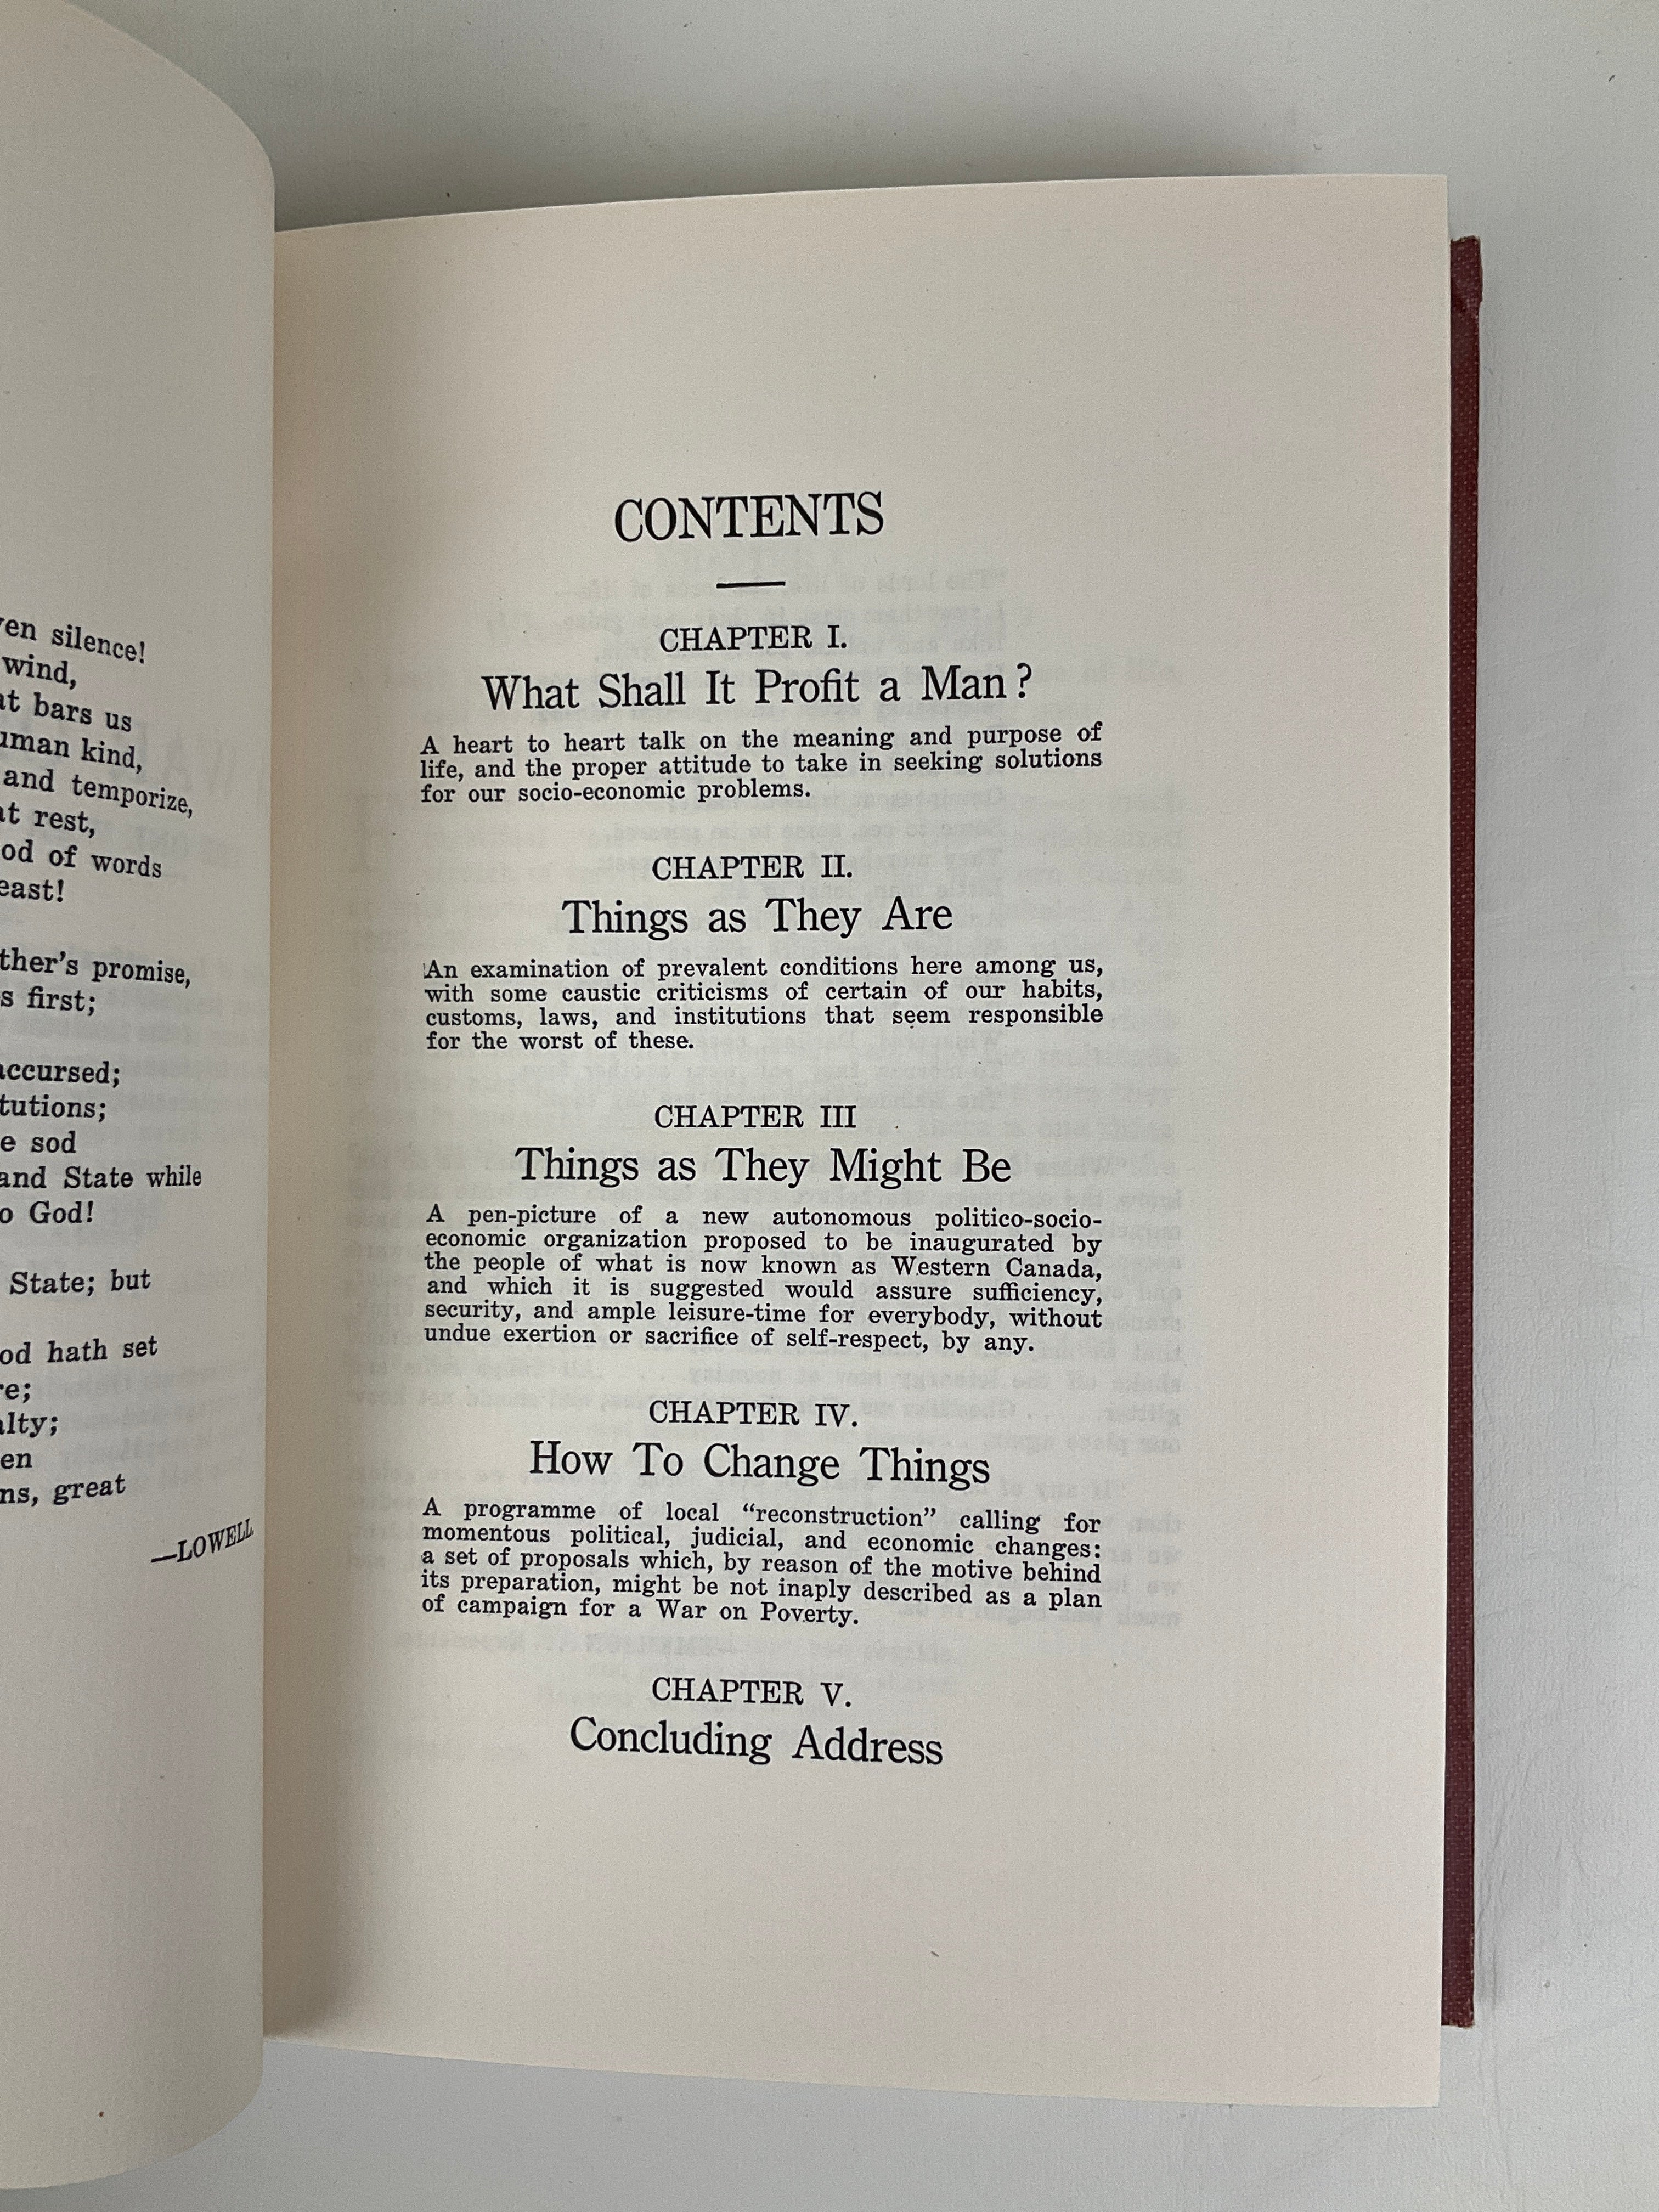 en silence!
wind,
bars us
kind,
and temporize,
rest,
of words
east!
promise,
first;
accursed;
sod
and State while
God!
State; but
hath set
great
—LOWELL
CONTENTS
CHAPTER I.
What Shall It Profit a Man?
A heart to heart talk on the meaning and purpose of
life, and the proper attitude to take in seeking solutions
for our socio-economic problems.
CHAPTER II.
Things as They Are
An examination of prevalent conditions here among us,
with some caustic criticisms of certain of our habits,
customs, laws, and institutions that seem responsible
for the worst of these.
CHAPTER III
Things as They Might Be
A pen-picture of a new autonomous politico-socio-
economic organization proposed to be inaugurated by
the people of what is now known as Western Canada,
and which it is suggested would assure sufficiency,
security, and ample leisure-time for everybody, without
undue exertion or sacrifice of self-respect, by any.
CHAPTER IV.
How To Change Things
A programme of local “reconstruction” calling for
momentous political, judicial, and economic changes:
a set of proposals which, by reason of the motive behind
its preparation, might be not inaply described as a plan
of campaign for a War on Poverty.
CHAPTER V.
Concluding Address